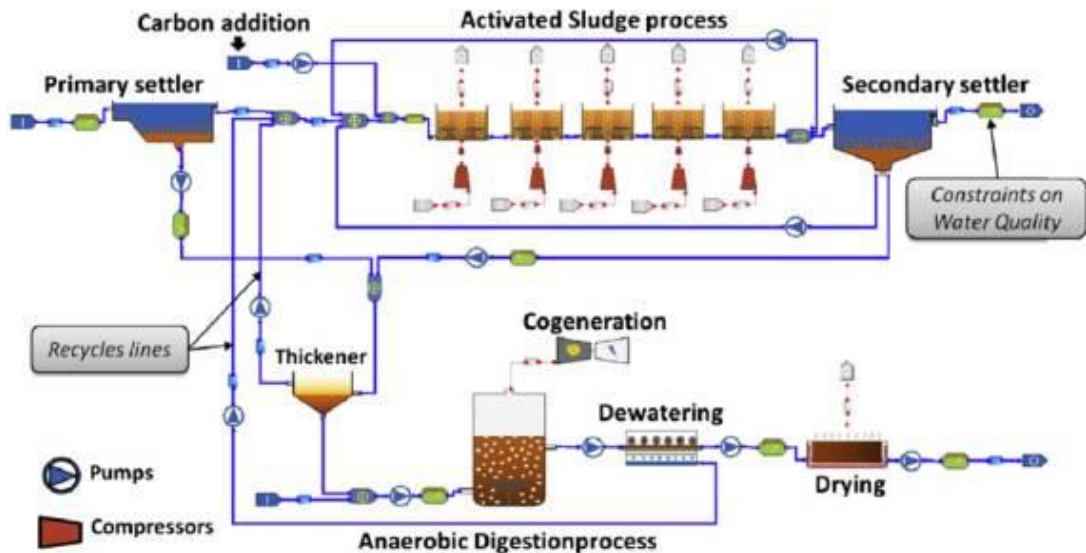 Activated Sludge process
Carbon addition
Primary settler
Secondary settler
Constraints on
Water Quality
Recycles lines
Thickener
Cogeneration
Dewatering
Drying
Pumps
Compressors
Anaerobic Digestionprocess